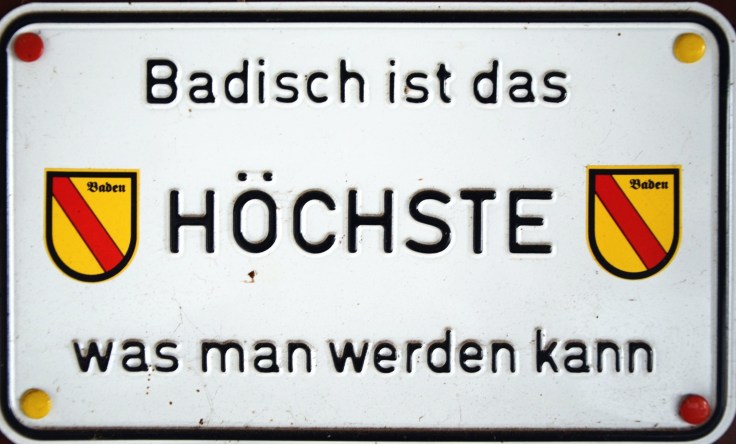 Badisch ist das
Baden
HÖCHSTE
Baden
was man werden kann